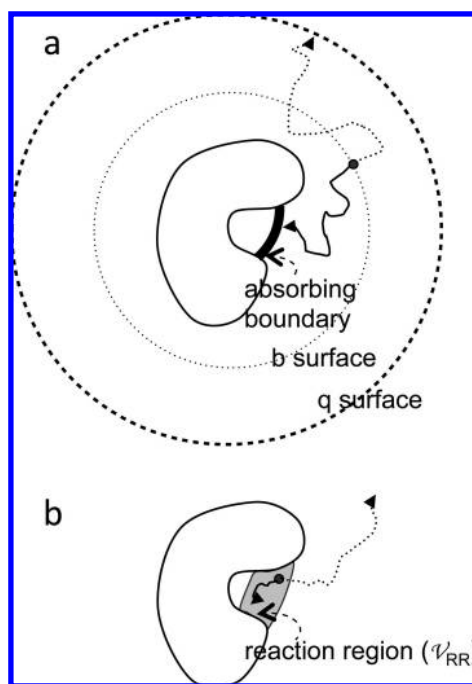 a
absorbing
boundary
b surface
q surface
b
reaction region (𝒱RR)